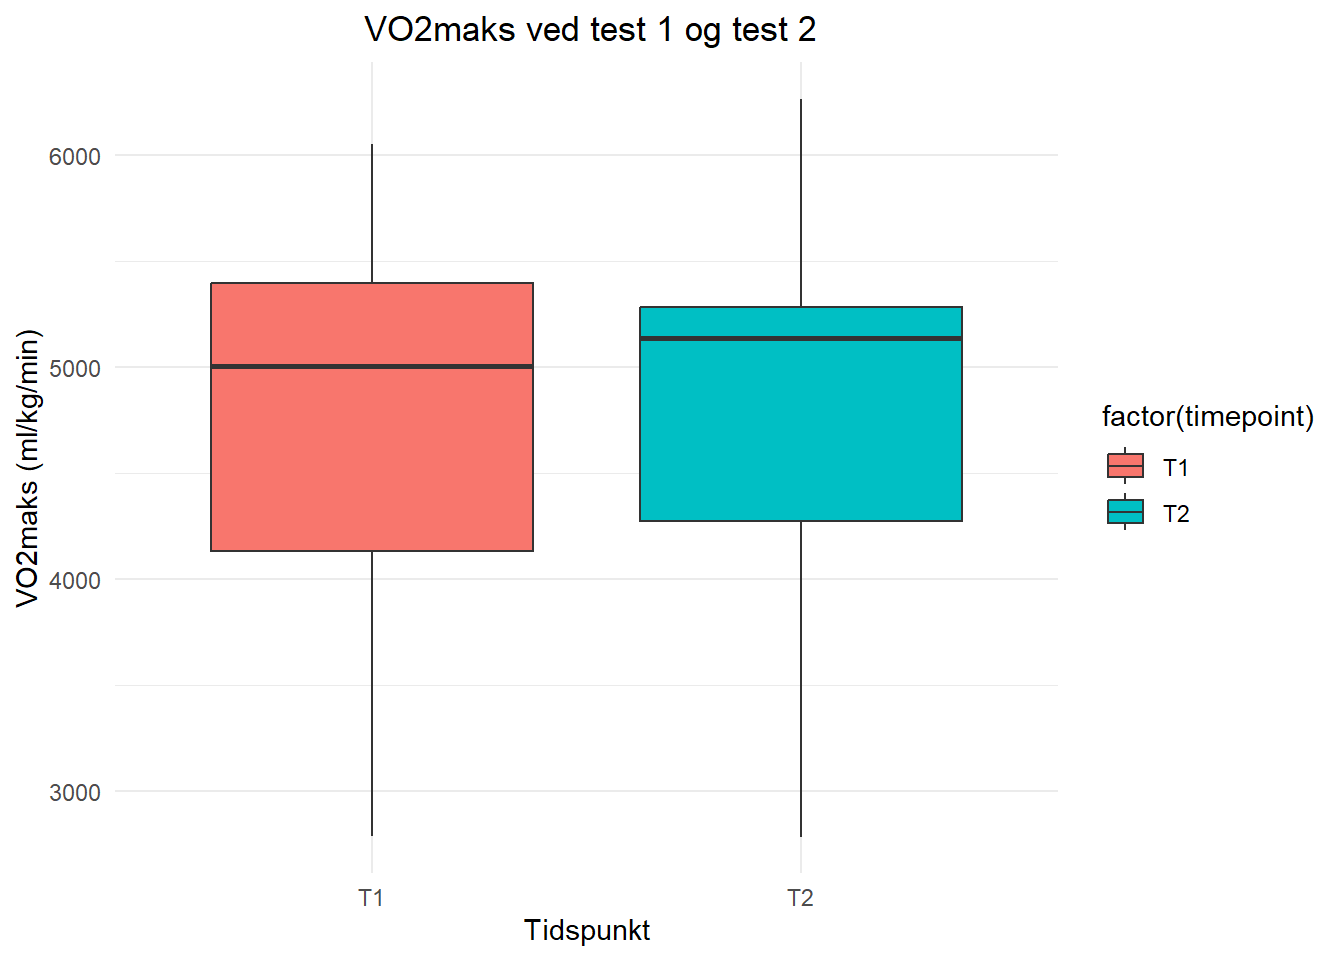 VO2maks ved test 1 og test 2
VO2maks (ml/kg/min)
6000
5000
4000
3000
T1
T2
Tidspunkt
factor(timepoint)
T1
T2